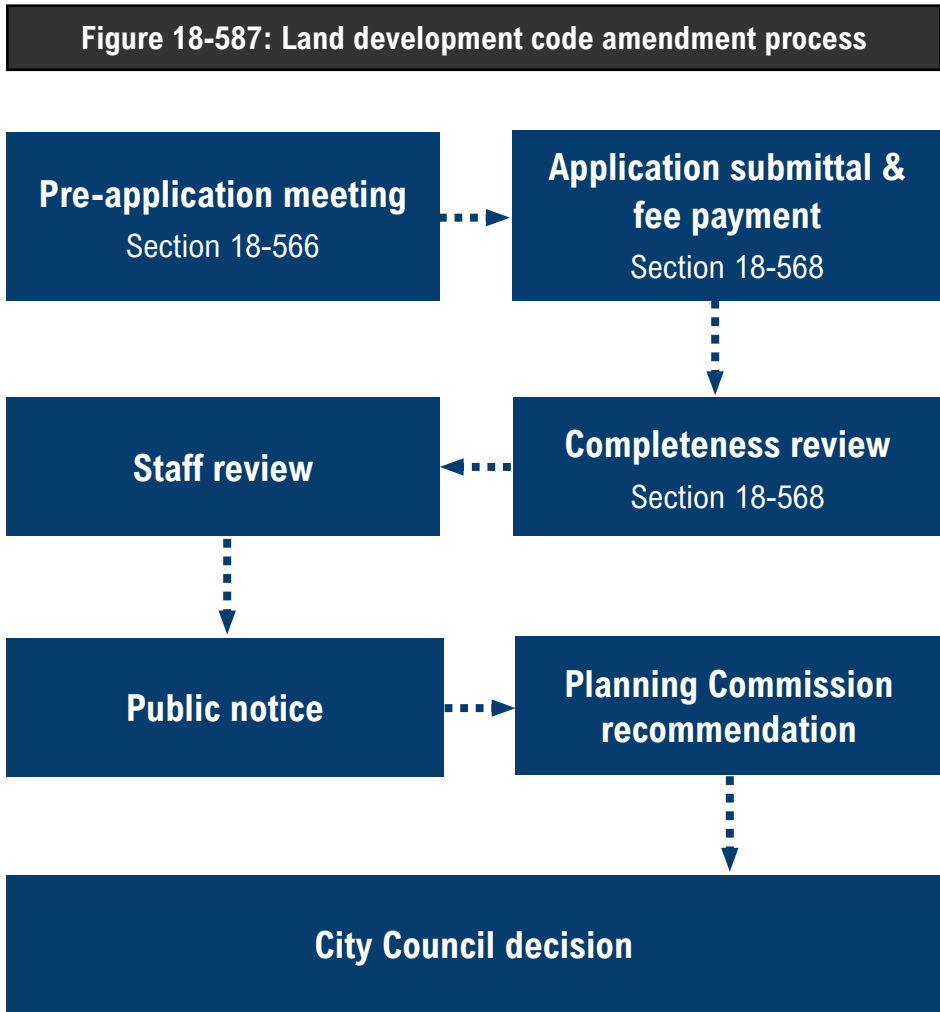 Figure 18-587: Land development code amendment process
Pre-application meeting
Section 18-566
Application submittal &
fee payment
Section 18-568
Completeness review
Section 18-568
Staff review
Public notice
Planning Commission
recommendation
City Council decision